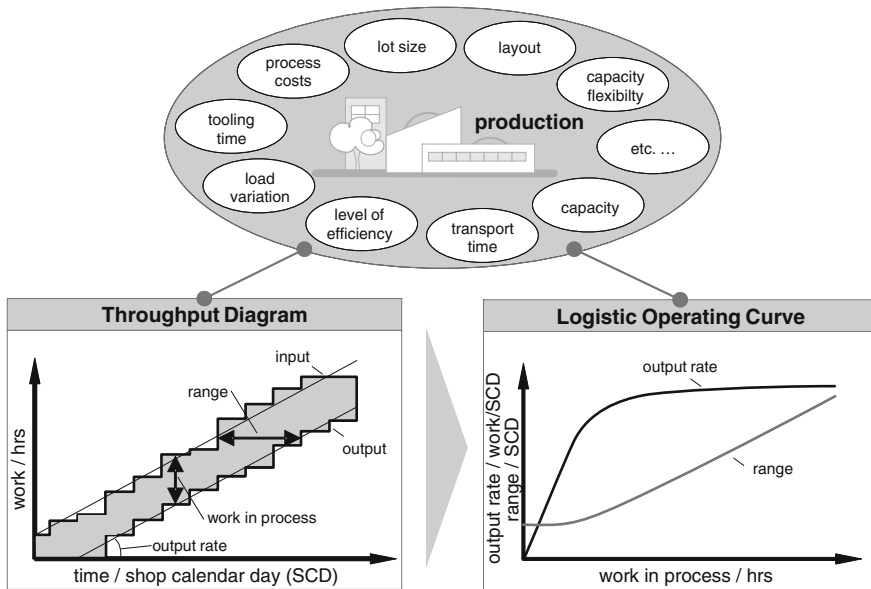 lot size
layout
process
costs
capacity
flexibilty
tooling
time
production
etc. ...
load
variation
level of
efficiency
transport
time
capacity
Throughput Diagram
input
range
output
work in process
output rate
work / hrs
time / shop calendar day (SCD)
Logistic Operating Curve
output rate
range
output rate / work/SCD
range / SCD
work in process / hrs